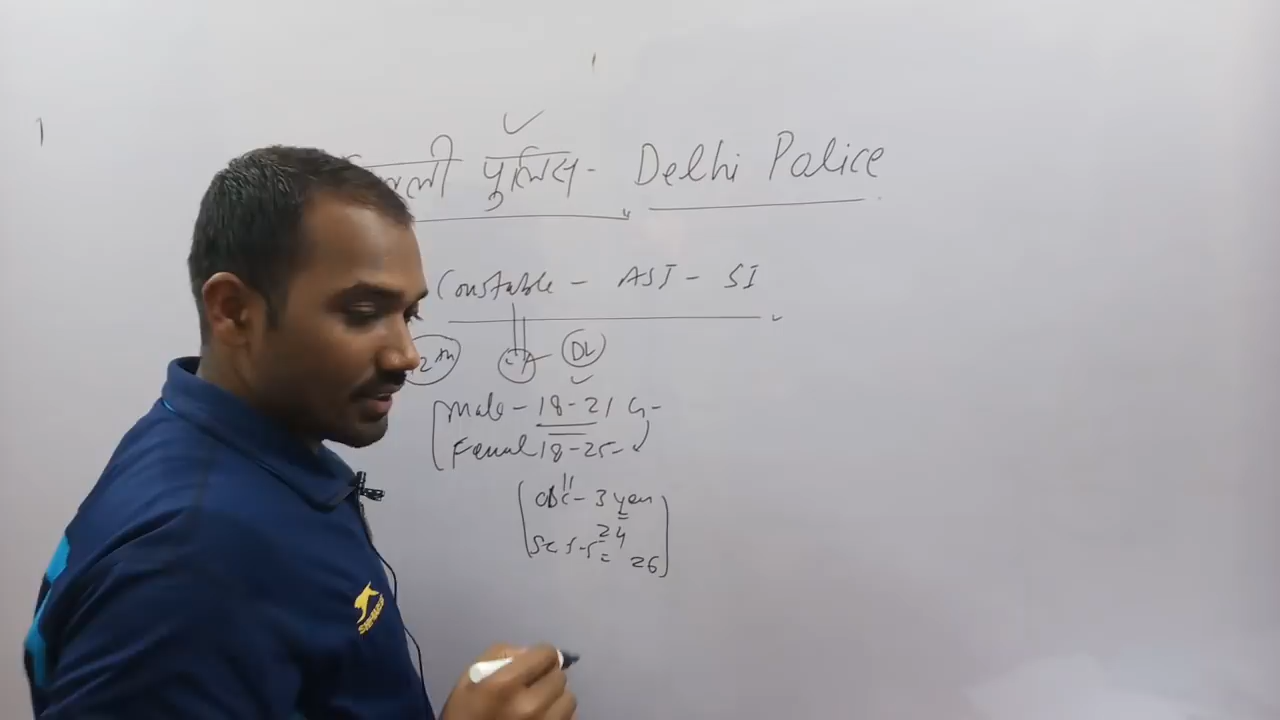 पुलिस - Delhi Police
Constable - ASI - SI
DL
Male - 18-21 G -
Femal 18-25 -
OBC - 3 year
24
SC 5-5= 26